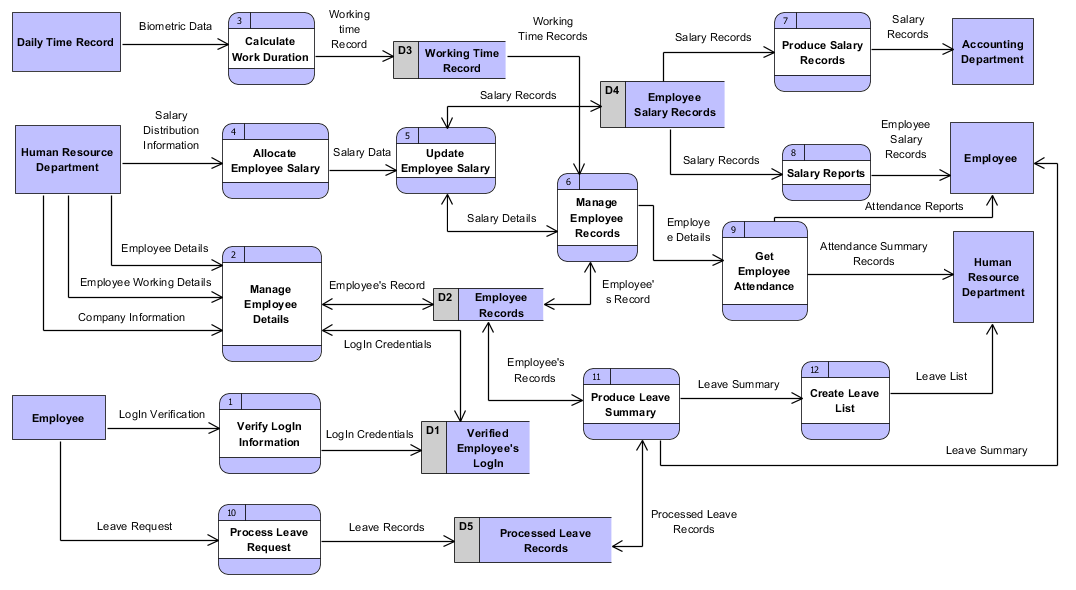 Daily Time Record
Biometric Data
3
Calculate
Work Duration
Working
time
Record
D3
Working Time
Record
Working
Time Records
Salary Records
7
Produce Salary
Records
Salary
Records
Accounting
Department
D4
Employee
Salary Records
Salary Records
Human Resource
Department
Salary
Distribution
Information
4
Allocate
Employee Salary
Salary Data
5
Update
Employee Salary
Salary Records
8
Salary Reports
Employee
Salary
Records
Employee
Attendance Reports
6
Manage
Employee
Records
Salary Details
Employe
e Details
9
Get
Employee
Attendance
Attendance Summary
Records
Human
Resource
Department
Employee Details
Employee Working Details
Company Information
2
Manage
Employee
Details
Employee's Record
D2
Employee
Records
Employee'
s Record
LogIn Credentials
Employee's
Records
11
Produce Leave
Summary
Leave Summary
12
Create Leave
List
Leave List
Leave Summary
Employee
LogIn Verification
1
Verify LogIn
Information
LogIn Credentials
D1
Verified
Employee's
LogIn
Leave Request
10
Process Leave
Request
Leave Records
D5
Processed Leave
Records
Processed Leave
Records